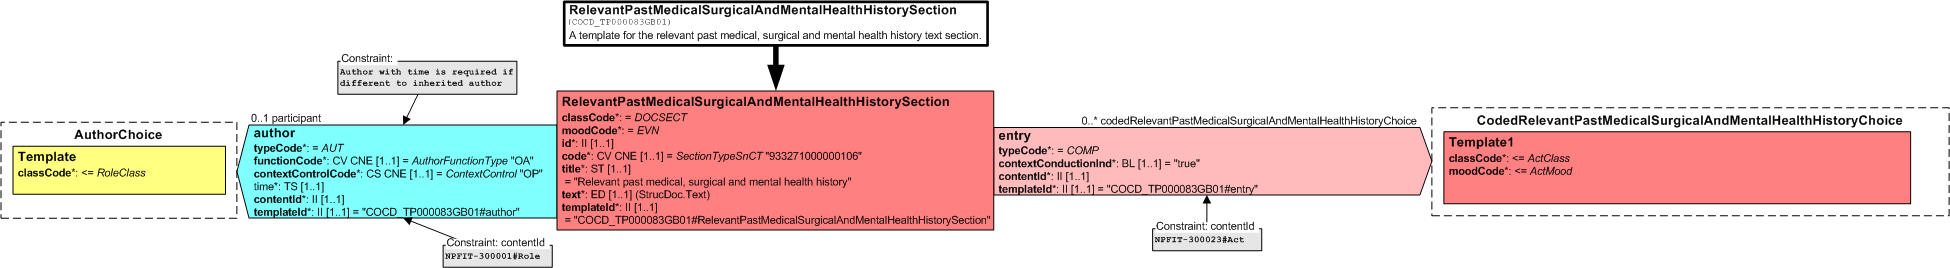 RelevantPastMedicalSurgicalAndMentalHealthHistorySection
(COCD_TP000083GB01)
A template for the relevant past medical, surgical and mental health history text section.
Constraint:
Author with time is required if
different to inherited author
0..1 participant
AuthorChoice
Template
classCode*: <= RoleClass
author
typeCode*: = AUT
functionCode*: CV CNE [1..1] = AuthorFunctionType "OA"
contextControlCode*: CS CNE [1..1] = ContextControl "OP"
time*: TS [1..1]
contentId*: II [1..1]
templateId*: II [1..1] = "COCD_TP000083GB01#author"
Constraint: contentId
NPFIT-300001#Role
RelevantPastMedicalSurgicalAndMentalHealthHistorySection
classCode*: = DOCSECT
moodCode*: = EVN
id*: II [1..1]
code*: CV CNE [1..1] = SectionTypeSnCT "933271000000106"
title*: ST [1..1]
= "Relevant past medical, surgical and mental health history"
text*: ED [1..1] (StrucDoc.Text)
templateId*: II [1..1]
= "COCD_TP000083GB01#RelevantPastMedicalSurgicalAndMentalHealthHistorySection"
0..* codedRelevantPastMedicalSurgicalAndMentalHealthHistoryChoice
entry
typeCode*: = COMP
contextConductionInd*: BL [1..1] = "true"
contentId*: II [1..1]
templateId*: II [1..1] = "COCD_TP000083GB01#entry"
Constraint: contentId
NPFIT-300023#Act
CodedRelevantPastMedicalSurgicalAndMentalHealthHistoryChoice
Template1
classCode*: <= ActClass
moodCode*: <= ActMood